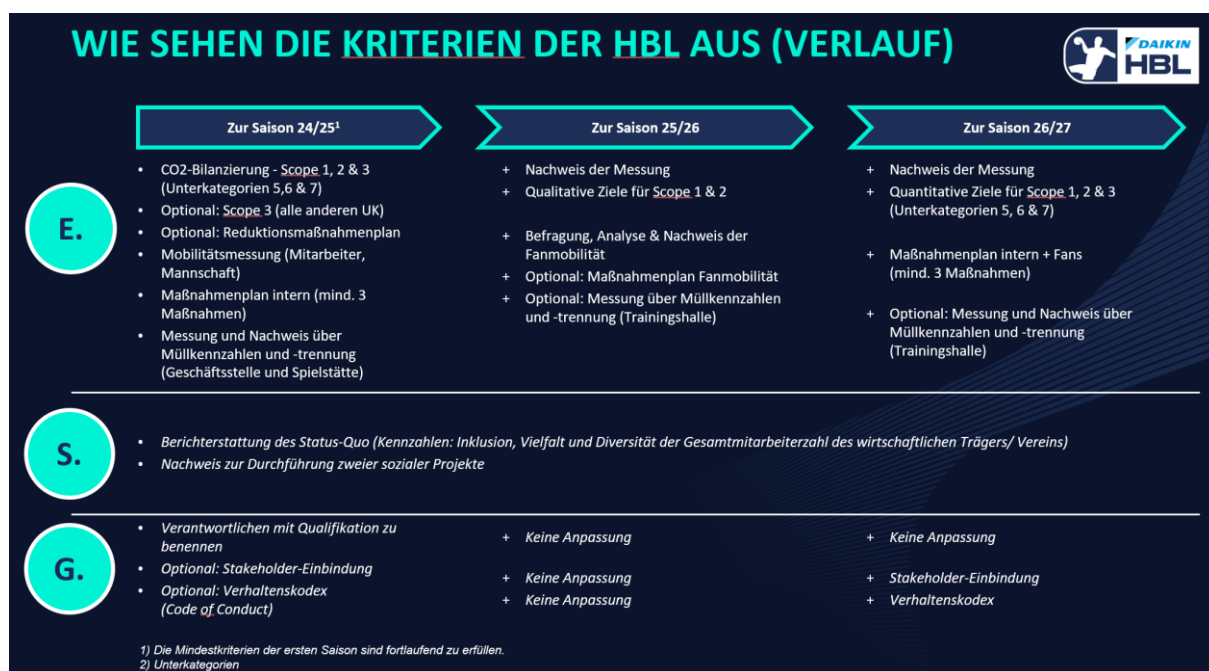 WIE SEHEN DIE KRITERIEN DER HBL AUS (VERLAUF)
DAIKIN
HBL
Zur Saison 24/25¹
Zur Saison 25/26
Zur Saison 26/27
E.
• CO2-Bilanzierung - Scope 1, 2 & 3
(Unterkategorien 5,6 & 7)
• Optional: Scope 3 (alle anderen UK)
• Optional: Reduktionsmaßnahmenplan
• Mobilitätsmessung (Mitarbeiter,
Mannschaft)
• Maßnahmenplan intern (mind. 3
Maßnahmen)
• Messung und Nachweis über
Müllkennzahlen und -trennung
(Geschäftsstelle und Spielstätte)
+ Nachweis der Messung
+ Qualitative Ziele für Scope 1 & 2
+ Befragung, Analyse & Nachweis der
Fanmobilität
+ Optional: Maßnahmenplan Fanmobilität
+ Optional: Messung über Müllkennzahlen
und -trennung (Trainingshalle)
+ Nachweis der Messung
+ Quantitative Ziele für Scope 1, 2 & 3
(Unterkategorien 5, 6 & 7)
+ Maßnahmenplan intern + Fans
(mind. 3 Maßnahmen)
+ Optional: Messung und Nachweis über
Müllkennzahlen und -trennung
(Trainingshalle)
S.
• Berichterstattung des Status-Quo (Kennzahlen: Inklusion, Vielfalt und Diversität der Gesamtmitarbeiterzahl des wirtschaftlichen Trägers/ Vereins)
• Nachweis zur Durchführung zweier sozialer Projekte
G.
• Verantwortlichen mit Qualifikation zu
benennen
• Optional: Stakeholder-Einbindung
• Optional: Verhaltenskodex
(Code of Conduct)
+ Keine Anpassung
+ Keine Anpassung
+ Keine Anpassung
+ Keine Anpassung
+ Stakeholder-Einbindung
+ Verhaltenskodex
1) Die Mindestkriterien der ersten Saison sind fortlaufend zu erfüllen.
2) Unterkategorien